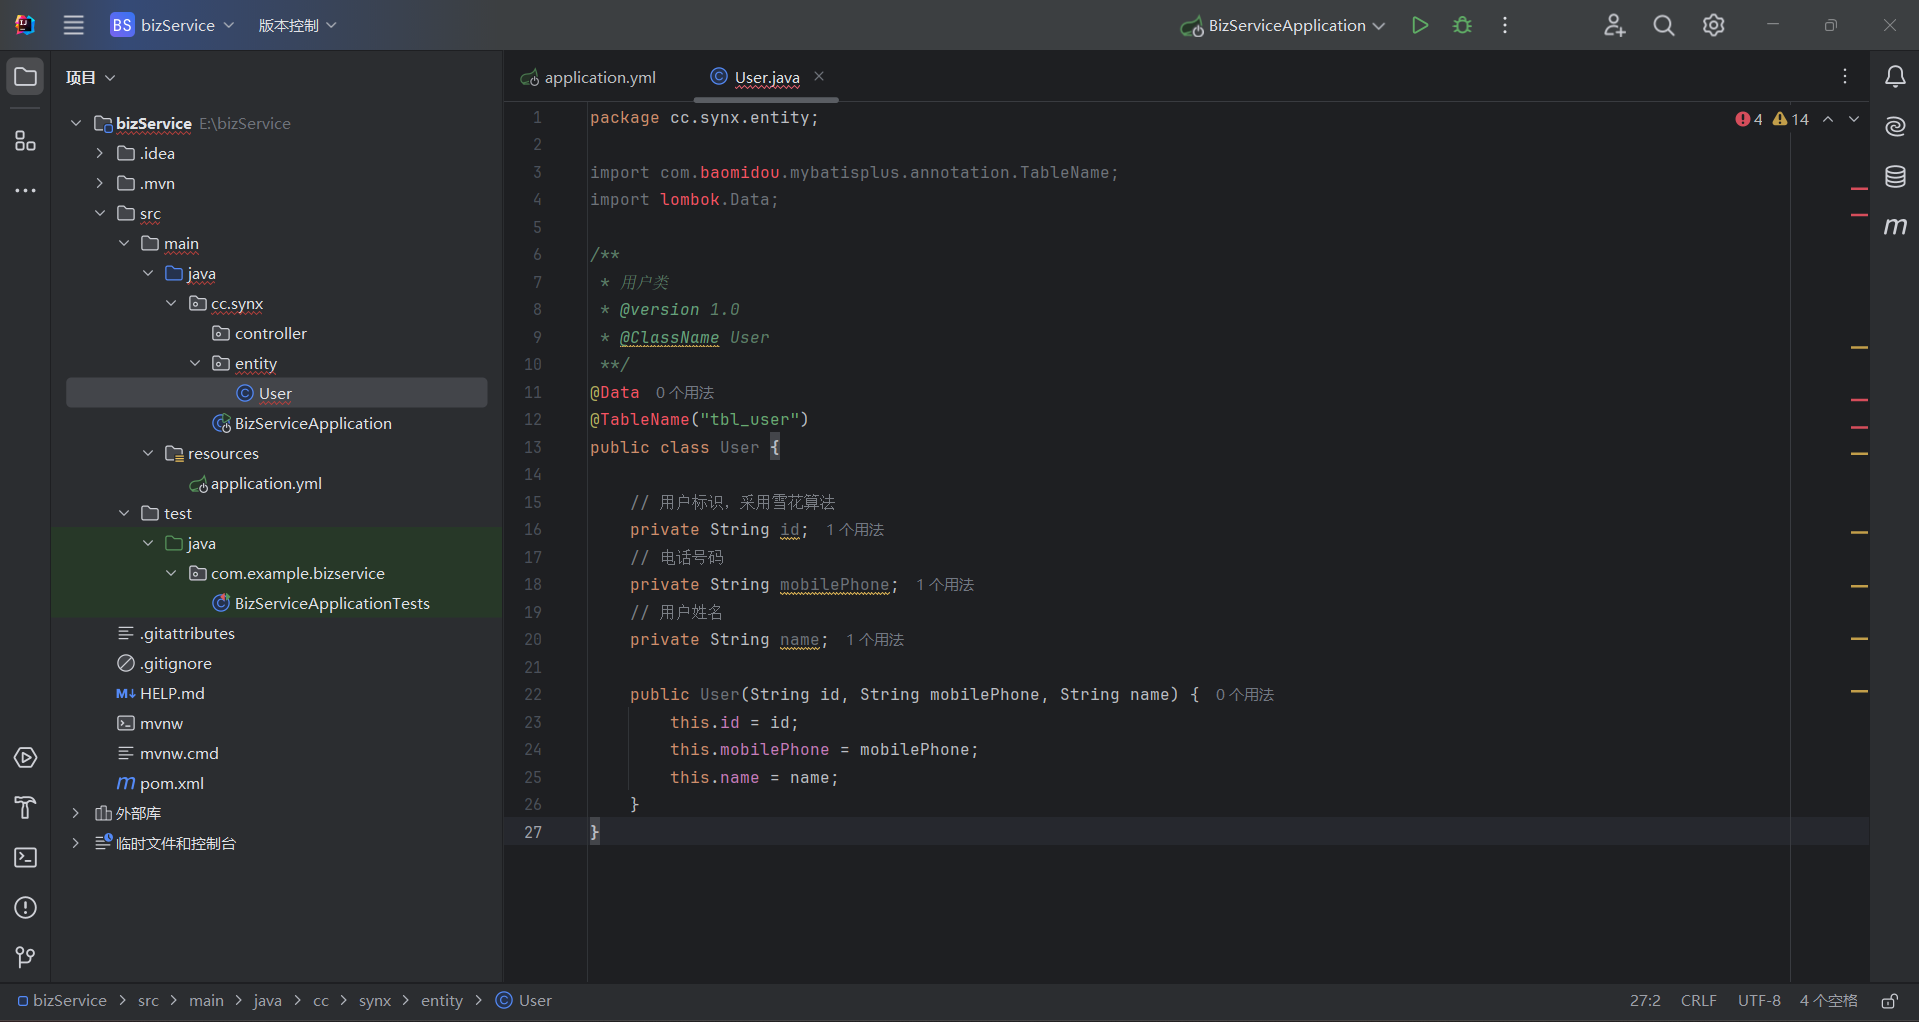 BS bizService 版本控制 BizServiceApplication
项目
application.yml User.java
bizService E:\bizService
.idea
.mvn
src
main
java
cc.synx
controller
entity
User
BizServiceApplication
resources
application.yml
test
java
com.example.bizservice
BizServiceApplicationTests
.gitattributes
.gitignore
M↓ HELP.md
mvnw
mvnw.cmd
m pom.xml
外部库
临时文件和控制台
4 14
1 package cc.synx.entity;
2
3 import com.baomidou.mybatisplus.annotation.TableName;
4 import lombok.Data;
5
6 /**
7 * 用户类
8 * @version 1.0
9 * @ClassName User
10 **/
11 @Data 0 个用法
12 @TableName("tbl_user")
13 public class User {
14
15 // 用户标识，采用雪花算法
16 private String id; 1 个用法
17 // 电话号码
18 private String mobilePhone; 1 个用法
19 // 用户姓名
20 private String name; 1 个用法
21
22 public User(String id, String mobilePhone, String name) { 0 个用法
23 this.id = id;
24 this.mobilePhone = mobilePhone;
25 this.name = name;
26 }
27 }
m
bizService > src > main > java > cc > synx > entity > User
27:2 CRLF UTF-8 4 个空格